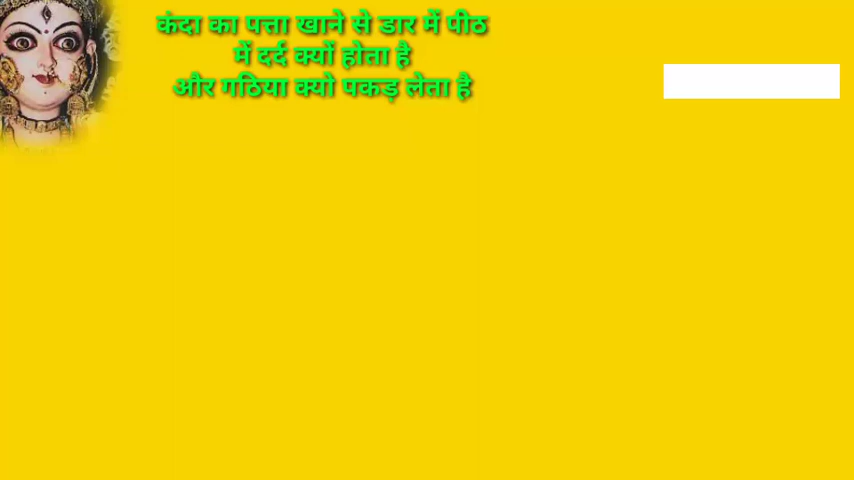 कंदा का पत्ता खाने से डार में पीठ
में दर्द क्यों होता है
और गठिया क्यो पकड़ लेता है